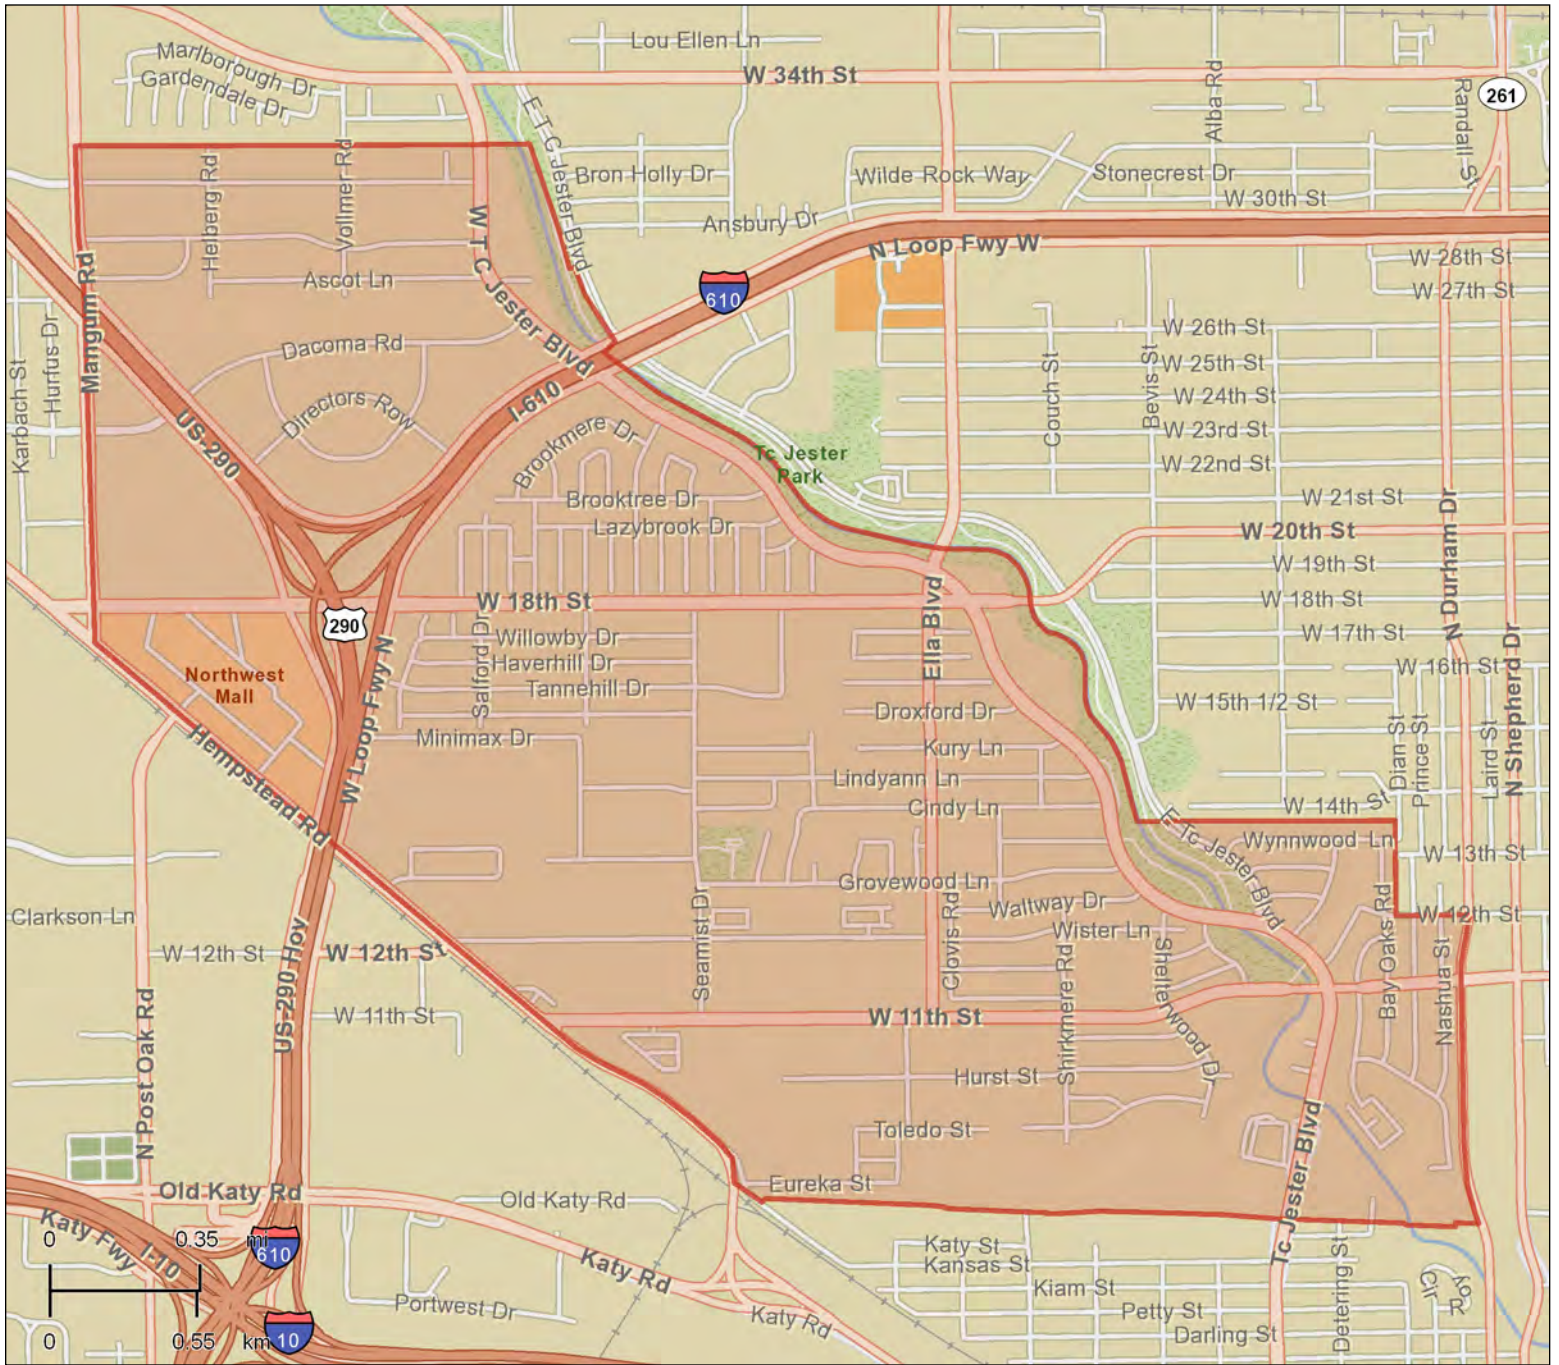 Lou Ellen Ln
Marlborough Dr
Gardendale Dr
W 34th St
Alba Rd
Randall St
261
E T C Jester Blvd
Heiberg Rd
Vollmer Rd
Bron Holly Dr
Wilde Rock Way
Stonecrest Dr
W 30th St
Ansbury Dr
W T C Jester Blvd
N Loop Fwy W
W 28th St
Mangum Rd
Ascot Ln
610
W 27th St
W 26th St
Hurfus Dr
Karbach St
Dacoma Rd
I-610
Couch St
Bevis St
W 25th St
W 24th St
Directors Row
US-290
Brookmere Dr
W 23rd St
Tc Jester
Park
W 22nd St
Brooktree Dr
W 21st St
Lazybrook Dr
W 20th St
N Durham Dr
W 19th St
W 18th St
Ella Blvd
W 18th St
290
Willowby Dr
W 17th St
Haverhill Dr
W 16th St
Northwest
Mall
Salford Dr
Tannehill Dr
W 15th 1/2 St
N Shepherd Dr
Droxford Dr
W Loop Fwy N
Minimax Dr
Kury Ln
Dian St
Prince St
Laird St
Hempstead Rd
Lindyann Ln
Cindy Ln
W 14th St
E Tc Jester Blvd
Wynnwood Ln
W 13th St
Grovewood Ln
Clarkson Ln
Waltway Dr
W 12th St
Seamist Dr
Clovis Rd
Wister Ln
Bay Oaks Rd
W 12th St
W 12th St
Shirkmere Rd
Shelterwood Dr
Nashua St
US-290 Hov
W 11th St
W 11th St
N Post Oak Rd
Hurst St
Toledo St
Tc Jester Blvd
Eureka St
Old Katy Rd
Old Katy Rd
Katy Fwy
I-10
0
0.35
mi
610
Katy Rd
Katy St
Kansas St
Kiam St
Detering St
Roy
Cir
Portwest Dr
Katy Rd
Petty St
Darling St
0
0.55
km
10